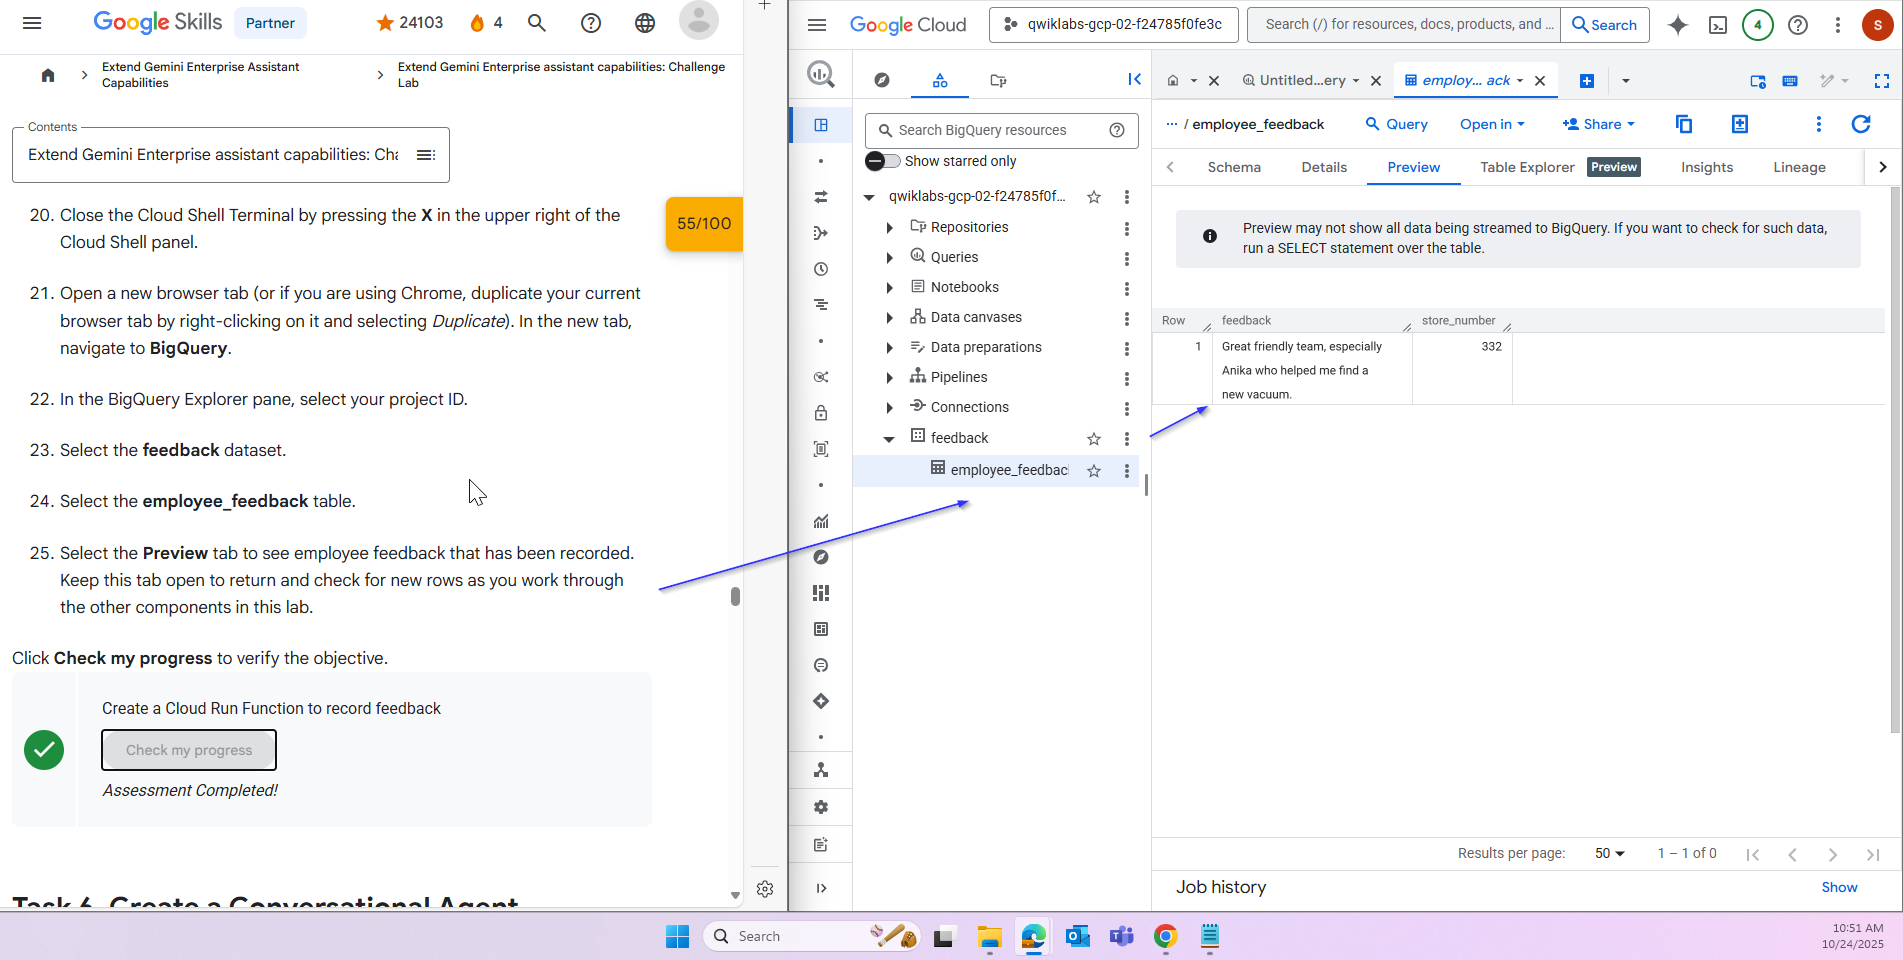 Google Skills
Partner
24103
4
Extend Gemini Enterprise Assistant
Capabilities
Extend Gemini Enterprise assistant capabilities: Challenge
Lab
Contents
Extend Gemini Enterprise assistant capabilities: Cha
20. Close the Cloud Shell Terminal by pressing the X in the upper right of the
Cloud Shell panel.
55/100
21. Open a new browser tab (or if you are using Chrome, duplicate your current
browser tab by right-clicking on it and selecting Duplicate). In the new tab,
navigate to BigQuery.
22. In the BigQuery Explorer pane, select your project ID.
23. Select the feedback dataset.
24. Select the employee_feedback table.
25. Select the Preview tab to see employee feedback that has been recorded.
Keep this tab open to return and check for new rows as you work through
the other components in this lab.
Click Check my progress to verify the objective.
Create a Cloud Run Function to record feedback
Check my progress
Assessment Completed!
Task 6. Create a Conversational Agent
Google Cloud
qwiklabs-gcp-02-f24785f0fe3c
Search (/) for resources, docs, products, and ...
Search
4
S
Search BigQuery resources
Show starred only
qwiklabs-gcp-02-f24785f0f...
Repositories
Queries
Notebooks
Data canvases
Data preparations
Pipelines
Connections
feedback
employee_feedbac
Untitled...ery
employ... ack
... / employee_feedback
Query
Open in
Share
Schema
Details
Preview
Table Explorer
Preview
Insights
Lineage
Preview may not show all data being streamed to BigQuery. If you want to check for such data,
run a SELECT statement over the table.
Row
feedback
store_number
1
Great friendly team, especially
Anika who helped me find a
new vacuum.
332
Results per page:
50
1 – 1 of 0
Job history
Show
Search
10:51 AM
10/24/2025